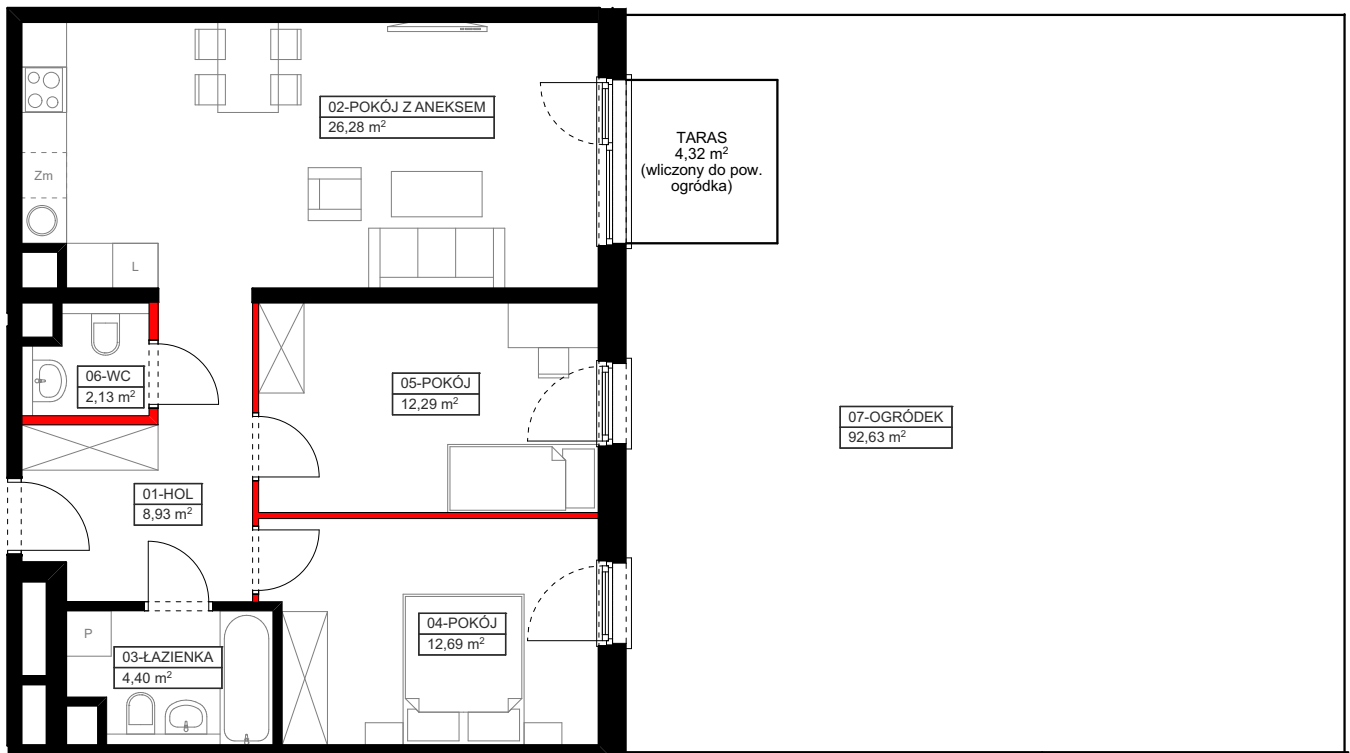 02-POKÓJ Z ANEKSEM
26,28 m²
TARAS
4,32 m²
(wliczony do pow.
ogródka)
Zm
L
06-WC
2,13 m²
05-POKÓJ
12,29 m²
07-OGRÓDEK
92,63 m²
01-HOL
8,93 m²
04-POKÓJ
12,69 m²
P
03-ŁAZIENKA
4,40 m²